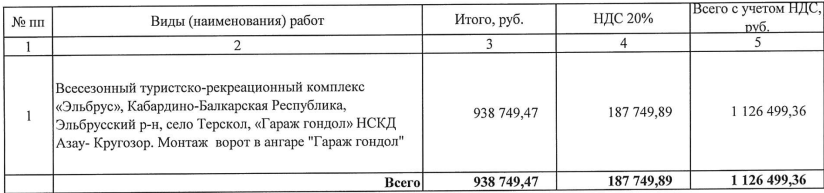 № пп Виды (наименования) работ Итого, руб. НДС 20% Всего с учетом НДС, руб.
1 2 3 4 5
Всесезонный туристско-рекреационный комплекс
«Эльбрус», Кабардино-Балкарская Республика,
1 Эльбрусский р-н, село Терскол, «Гараж гондол» НСКД 938 749,47 187 749,89 1 126 499,36
Азау- Кругозор. Монтаж ворот в ангаре "Гараж гондол"
Всего 938 749,47 187 749,89 1 126 499,36